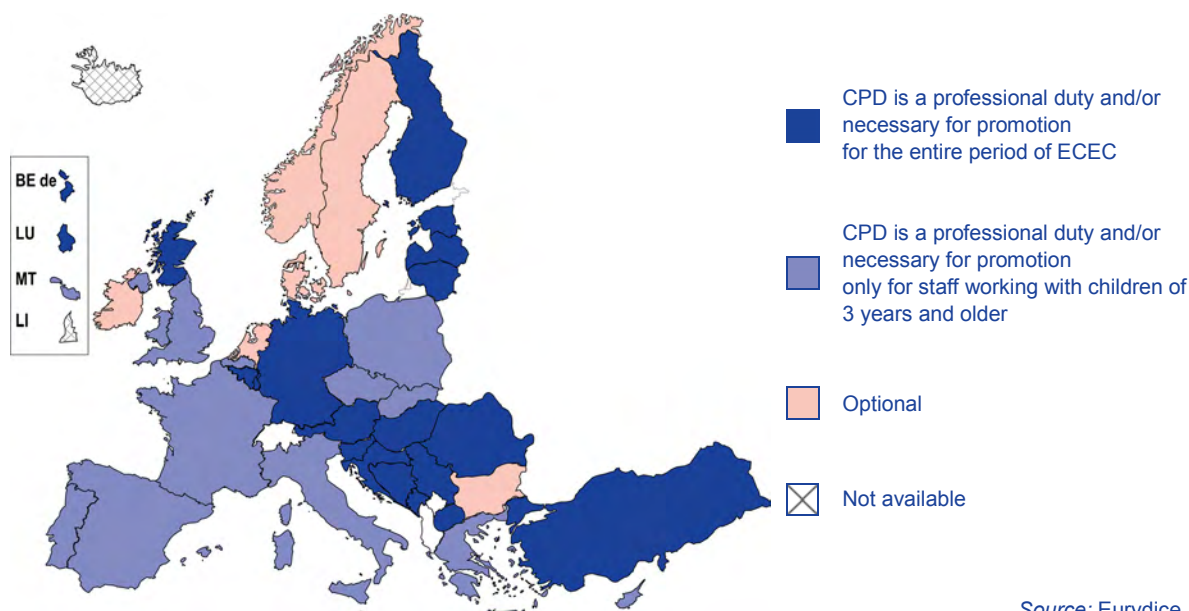 BE de
LU
MT
LI
CPD is a professional duty and/or
necessary for promotion
for the entire period of ECEC
CPD is a professional duty and/or
necessary for promotion
only for staff working with children of
3 years and older
Optional
Not available
Source: Eurydice.